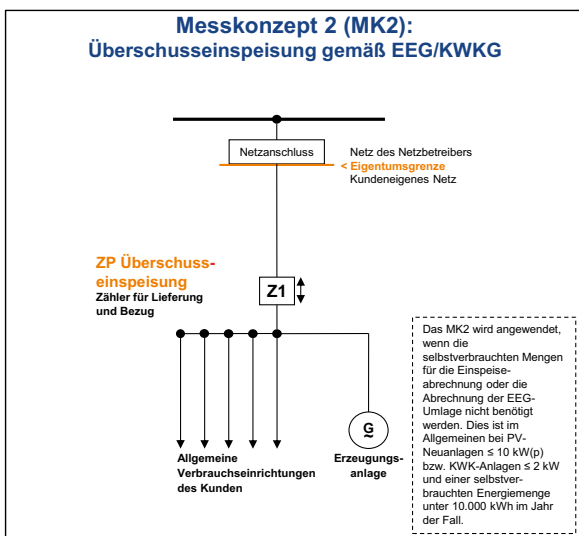 Messkonzept 2 (MK2):
Überschusseinspeisung gemäß EEG/KWKG
Netzanschluss
Netz des Netzbetreibers
< Eigentumsgrenze
Kundeneigenes Netz
ZP Überschuss-
einspeisung
Zähler für Lieferung
und Bezug
Z1
G
~
Allgemeine
Verbrauchseinrichtungen
des Kunden
Erzeugungs-
anlage
Das MK2 wird angewendet,
wenn die
selbstverbrauchten Mengen
für die Einspeise-
abrechnung oder die
Abrechnung der EEG-
Umlage nicht benötigt
werden. Dies ist im
Allgemeinen bei PV-
Neuanlagen ≤ 10 kW(p)
bzw. KWK-Anlagen ≤ 2 kW
und einer selbstver-
brauchten Energiemenge
unter 10.000 kWh im Jahr
der Fall.